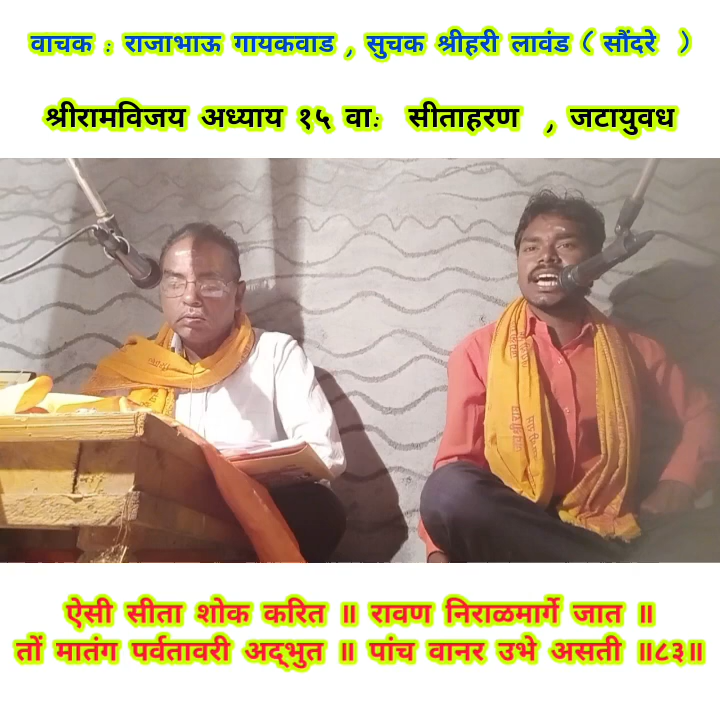 वाचक : राजाभाऊ गायकवाड , सुचक श्रीहरी लावंड ( सौंदरे )
श्रीरामविजय अध्याय १५ वाः सीताहरण , जटायुवध
ऐसी सीता शोक करित ॥ रावण निराळमार्गे जात ॥
तों मातंग पर्वतावरी अद्‌भुत ॥ पांच वानर उभे असती ॥८३॥